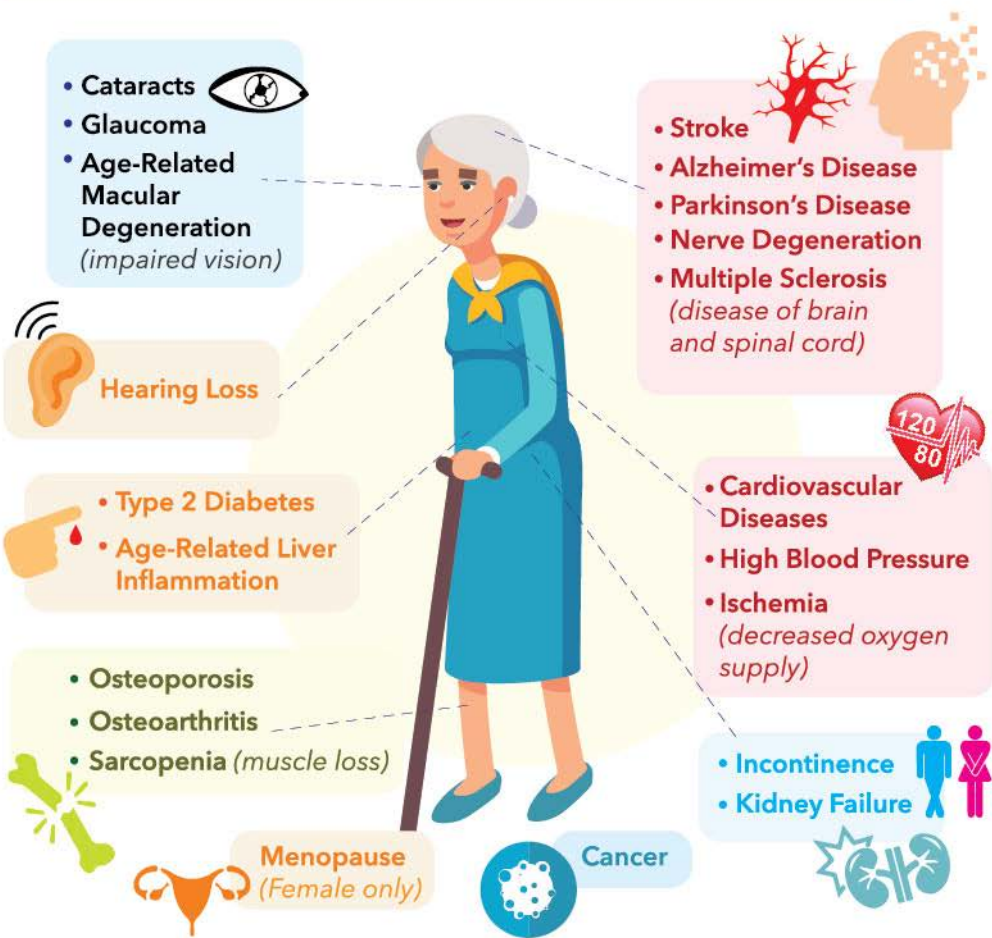 • Cataracts
• Glaucoma
• Age-Related
Macular
Degeneration
(impaired vision)
Hearing Loss
• Type 2 Diabetes
• Age-Related Liver
Inflammation
• Osteoporosis
• Osteoarthritis
• Sarcopenia (muscle loss)
Menopause
(Female only)
Cancer
• Stroke
• Alzheimer's Disease
• Parkinson's Disease
• Nerve Degeneration
• Multiple Sclerosis
(disease of brain
and spinal cord)
120
80
• Cardiovascular
Diseases
• High Blood Pressure
• Ischemia
(decreased oxygen
supply)
• Incontinence
• Kidney Failure